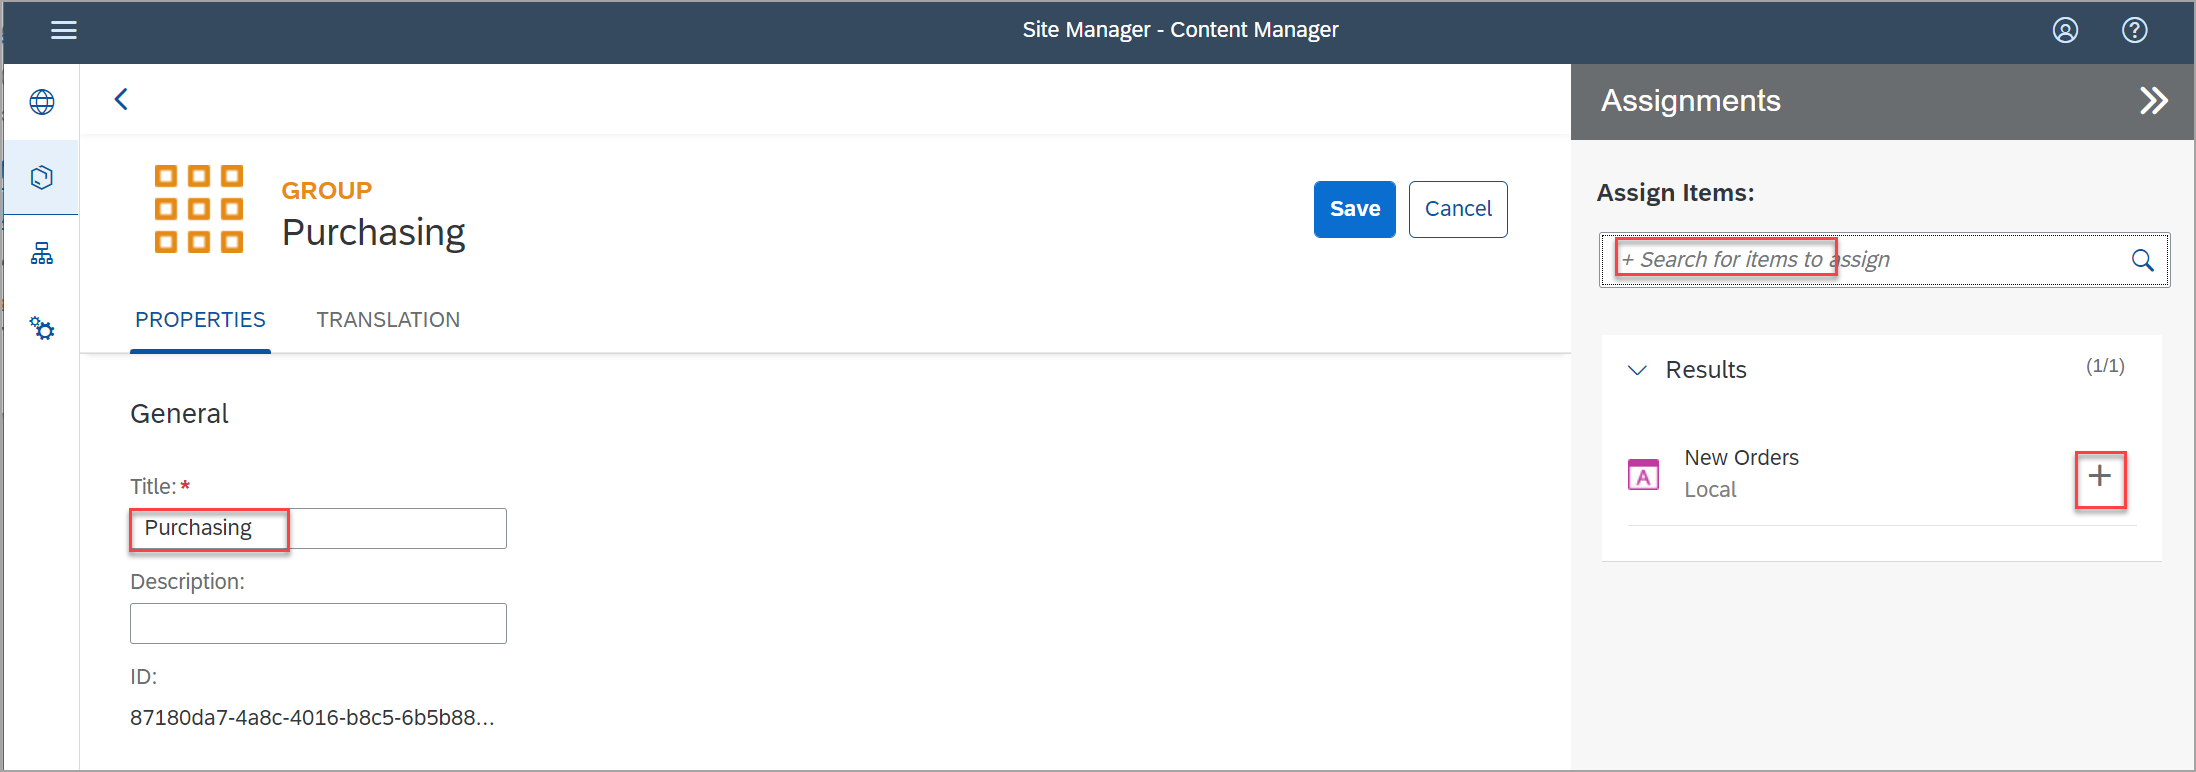 Site Manager - Content Manager
GROUP
Purchasing
Save
Cancel
PROPERTIES
TRANSLATION
General
Title: *
Purchasing
Description:
ID:
87180da7-4a8c-4016-b8c5-6b5b88...
Assignments
Assign Items:
+ Search for items to assign
Results
(1/1)
A
New Orders
Local